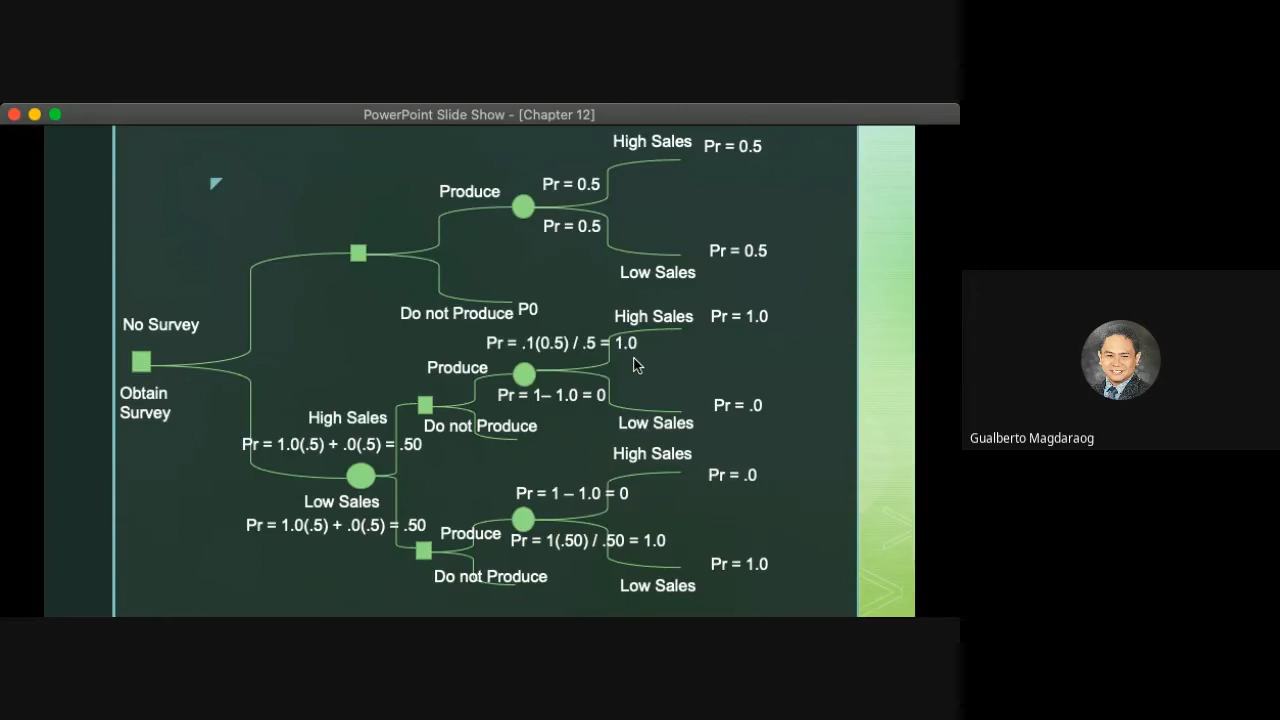 PowerPoint Slide Show - [Chapter 12]
High Sales Pr = 0.5
Pr = 0.5
Produce
Pr = 0.5
Pr = 0.5
Low Sales
Do not Produce P0
High Sales Pr = 1.0
No Survey
Pr = .1(0.5) / .5 = 1.0
Produce
Obtain
Survey
Pr = 1– 1.0 = 0
Pr = .0
High Sales
Do not Produce
Low Sales
Pr = 1.0(.5) + .0(.5) = .50
High Sales
Pr = .0
Pr = 1 – 1.0 = 0
Low Sales
Pr = 1.0(.5) + .0(.5) = .50
Produce
Pr = 1(.50) / .50 = 1.0
Pr = 1.0
Do not Produce
Low Sales
Gualberto Magdaraog